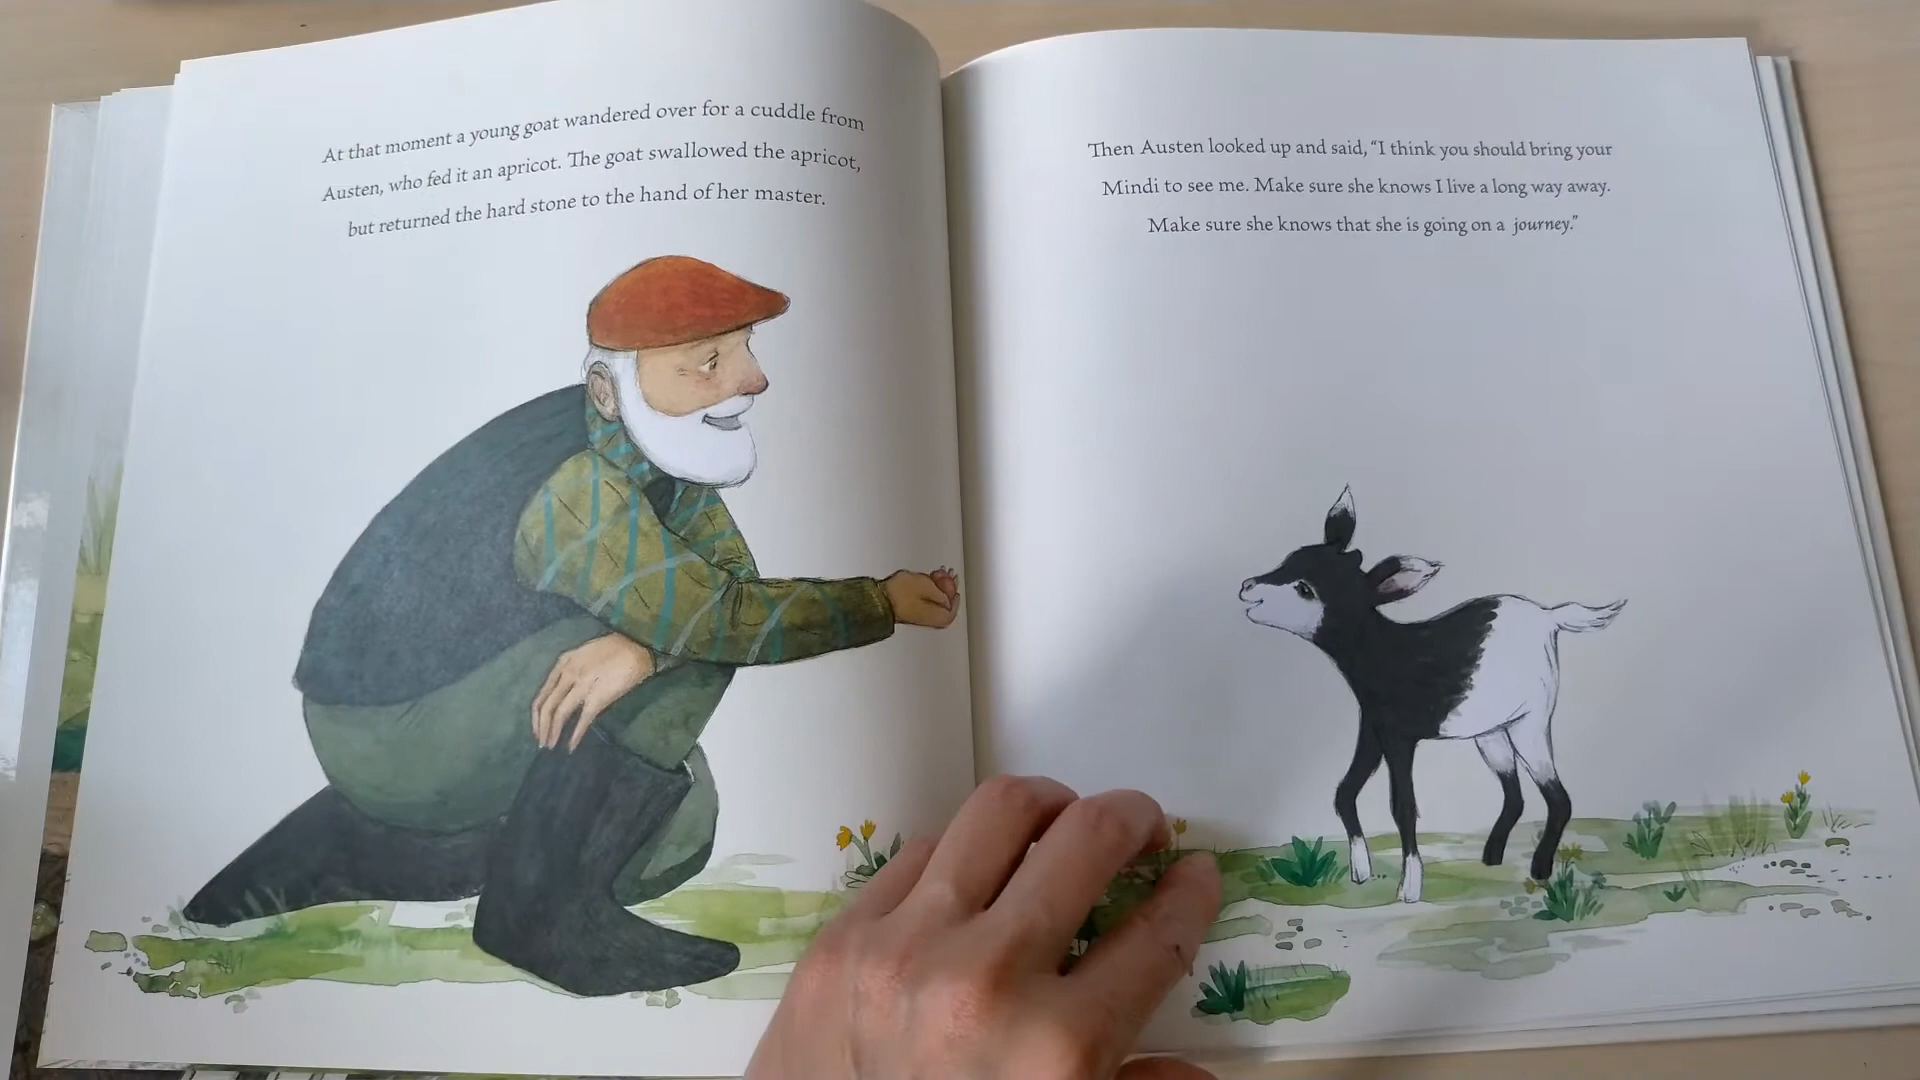 At that moment a young goat wandered over for a cuddle from
Austen, who fed it an apricot. The goat swallowed the apricot,
but returned the hard stone to the hand of her master.
Then Austen looked up and said, “I think you should bring your
Mindi to see me. Make sure she knows I live a long way away.
Make sure she knows that she is going on a journey.”